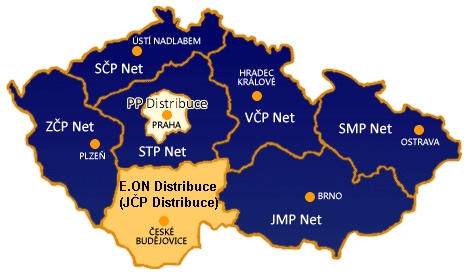 ÚSTÍ NADLABEM
SČP Net
HRADEC
KRÁLOVÉ
VČP Net
PP Distribuce
PRAHA
ZČP Net
PLZEŇ
STP Net
SMP Net
OSTRAVA
E.ON Distribuce
(JČP Distribuce)
ČESKÉ
BUDĚJOVICE
BRNO
JMP Net